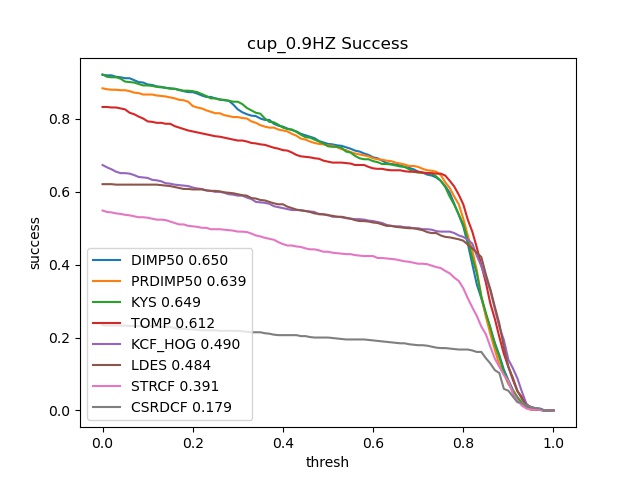 cup_0.9HZ Success
success
0.8
0.6
0.4
0.2
0.0
DIMP50 0.650
PRDIMP50 0.639
KYS 0.649
TOMP 0.612
KCF_HOG 0.490
LDES 0.484
STRCF 0.391
CSRDCF 0.179
0.0 0.2 0.4 0.6 0.8 1.0
thresh